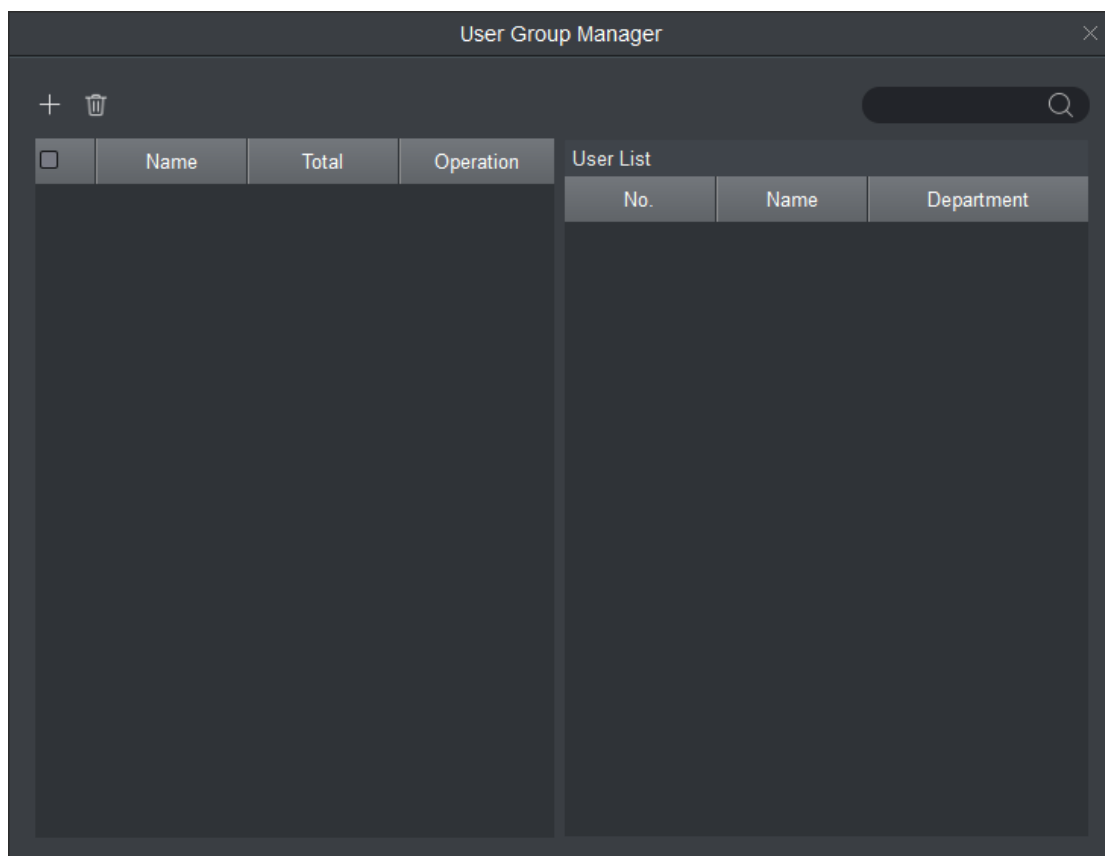 User Group Manager
Name Total Operation
User List
No. Name Department